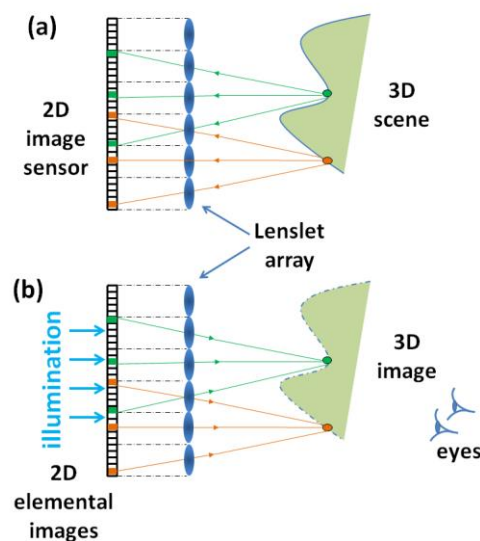 (a)
2D
image
sensor
3D
scene
Lenslet
array
(b)
illumination
3D
image
2D
elemental
images
eyes